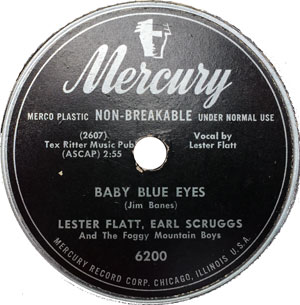 Mercury
MERCO PLASTIC NON-BREAKABLE UNDER NORMAL USE
(2607)
Tex Ritter Music Pub.
(ASCAP) 2:55
Vocal by
Lester Flatt
BABY BLUE EYES
(Jim Banes)
LESTER FLATT, EARL SCRUGGS
And The Foggy Mountain Boys
6200
MERCURY RECORD CORP. CHICAGO, ILLINOIS U.S.A.